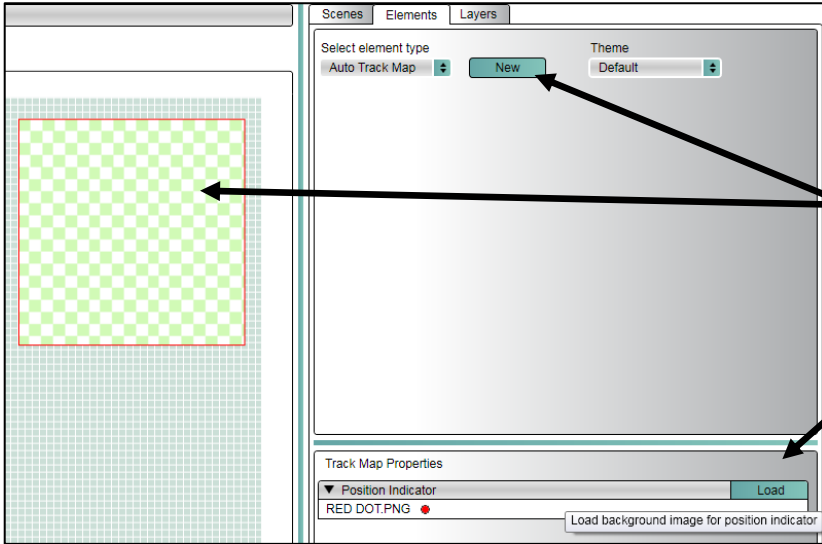 Scenes Elements Layers
Select element type Theme
Auto Track Map New Default
Track Map Properties
Position Indicator Load
RED DOT.PNG
Load background image for position indicator